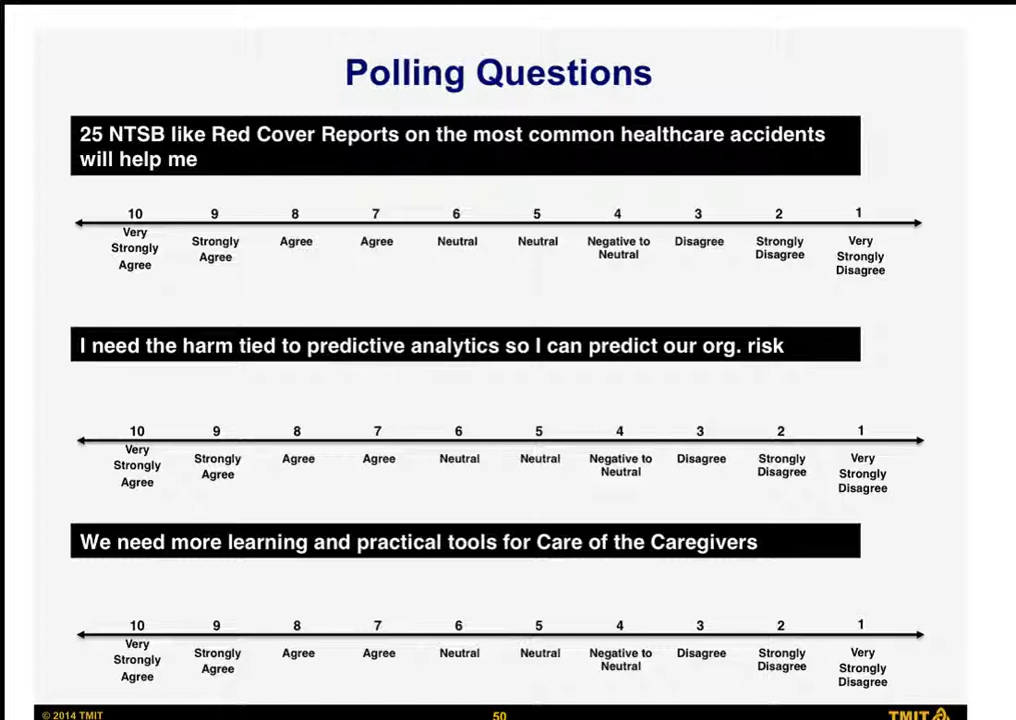 Polling Questions
25 NTSB like Red Cover Reports on the most common healthcare accidents
will help me
10 9 8 7 6 5 4 3 2 1
Very Strongly Agree Strongly Agree Agree Agree Neutral Neutral Negative to Neutral Disagree Strongly Disagree Very Strongly Disagree
I need the harm tied to predictive analytics so I can predict our org. risk
10 9 8 7 6 5 4 3 2 1
Very Strongly Agree Strongly Agree Agree Agree Neutral Neutral Negative to Neutral Disagree Strongly Disagree Very Strongly Disagree
We need more learning and practical tools for Care of the Caregivers
10 9 8 7 6 5 4 3 2 1
Very Strongly Agree Strongly Agree Agree Agree Neutral Neutral Negative to Neutral Disagree Strongly Disagree Very Strongly Disagree
© 2014 TMIT 50 TMIT